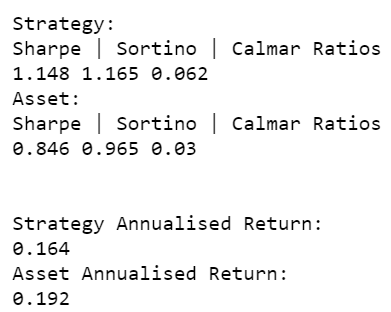 Strategy:
Sharpe | Sortino | Calmar Ratios
1.148 1.165 0.062
Asset:
Sharpe | Sortino | Calmar Ratios
0.846 0.965 0.03
Strategy Annualised Return:
0.164
Asset Annualised Return:
0.192